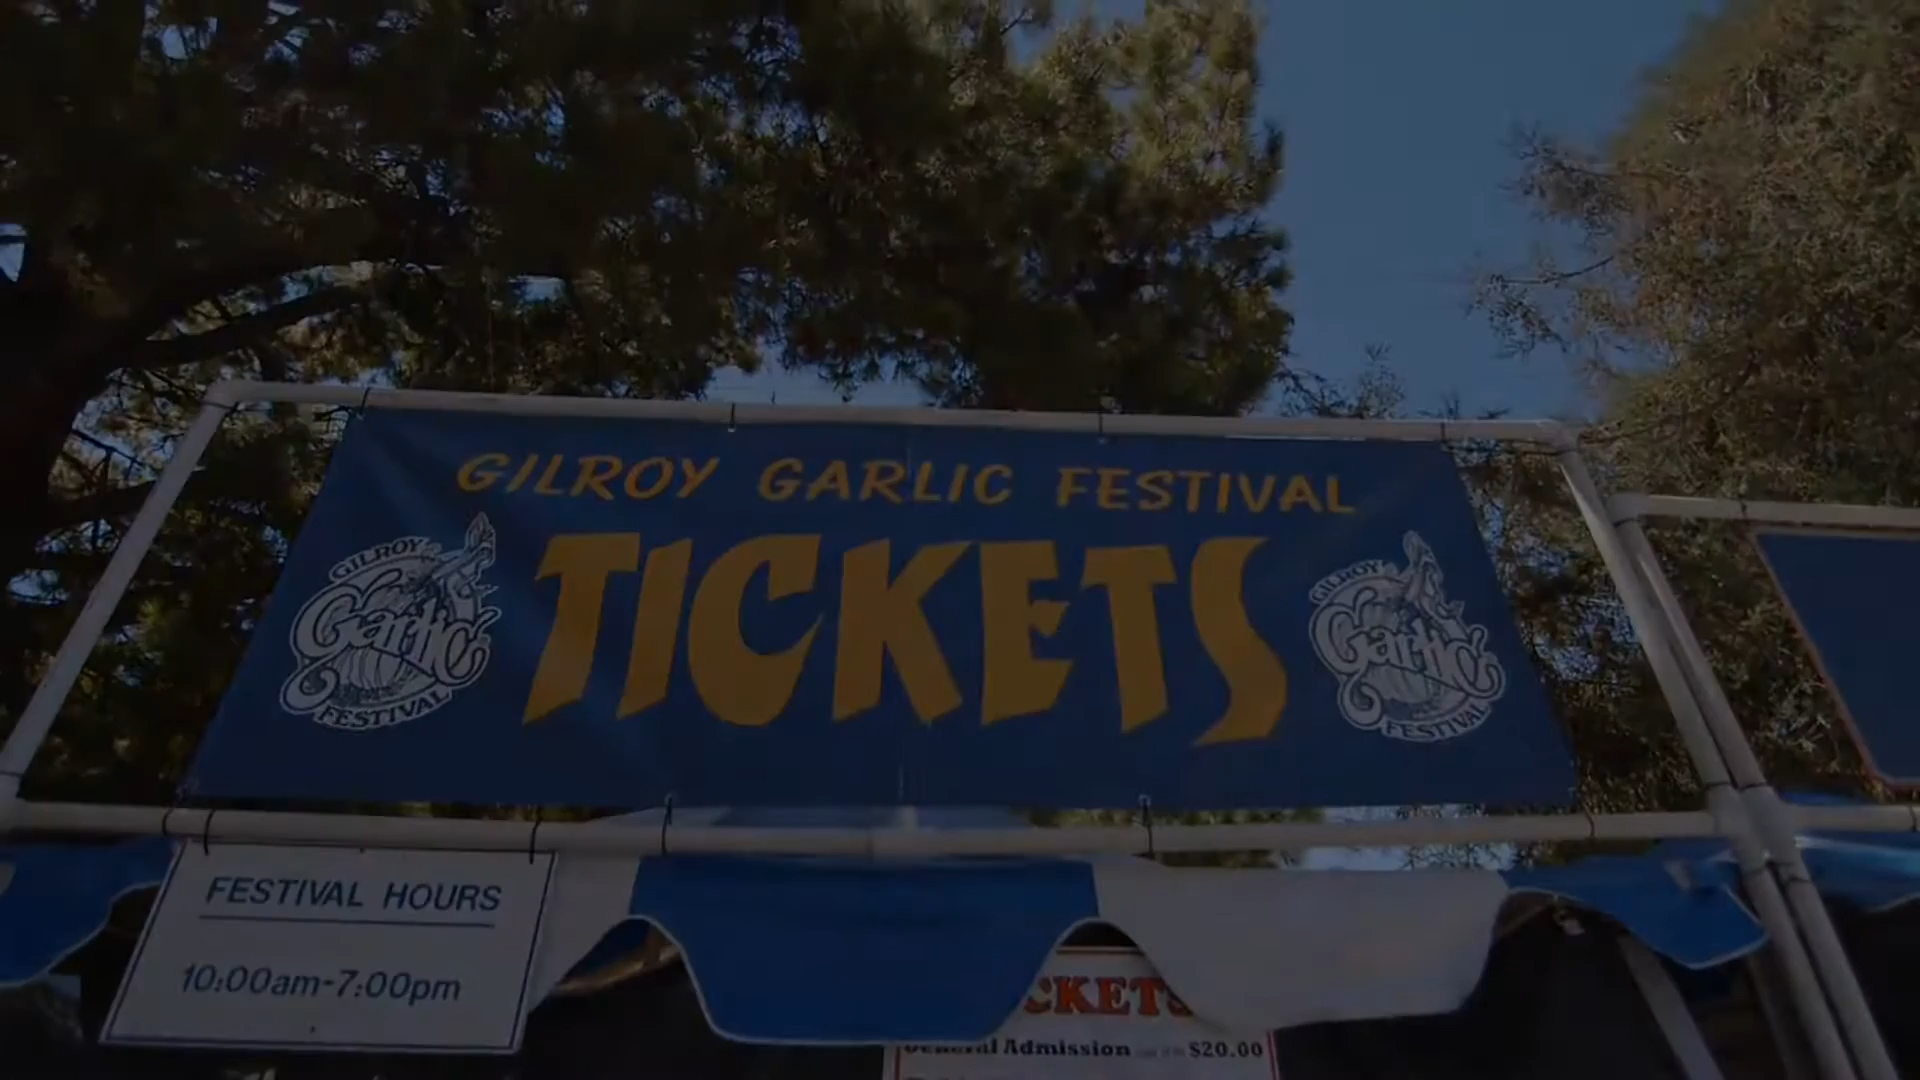 GILROY GARLIC FESTIVAL
TICKETS
GILROY
Garlic
FESTIVAL
GILROY
Garlic
FESTIVAL
FESTIVAL HOURS
10:00am-7:00pm
CKETS
General Admission $20.00